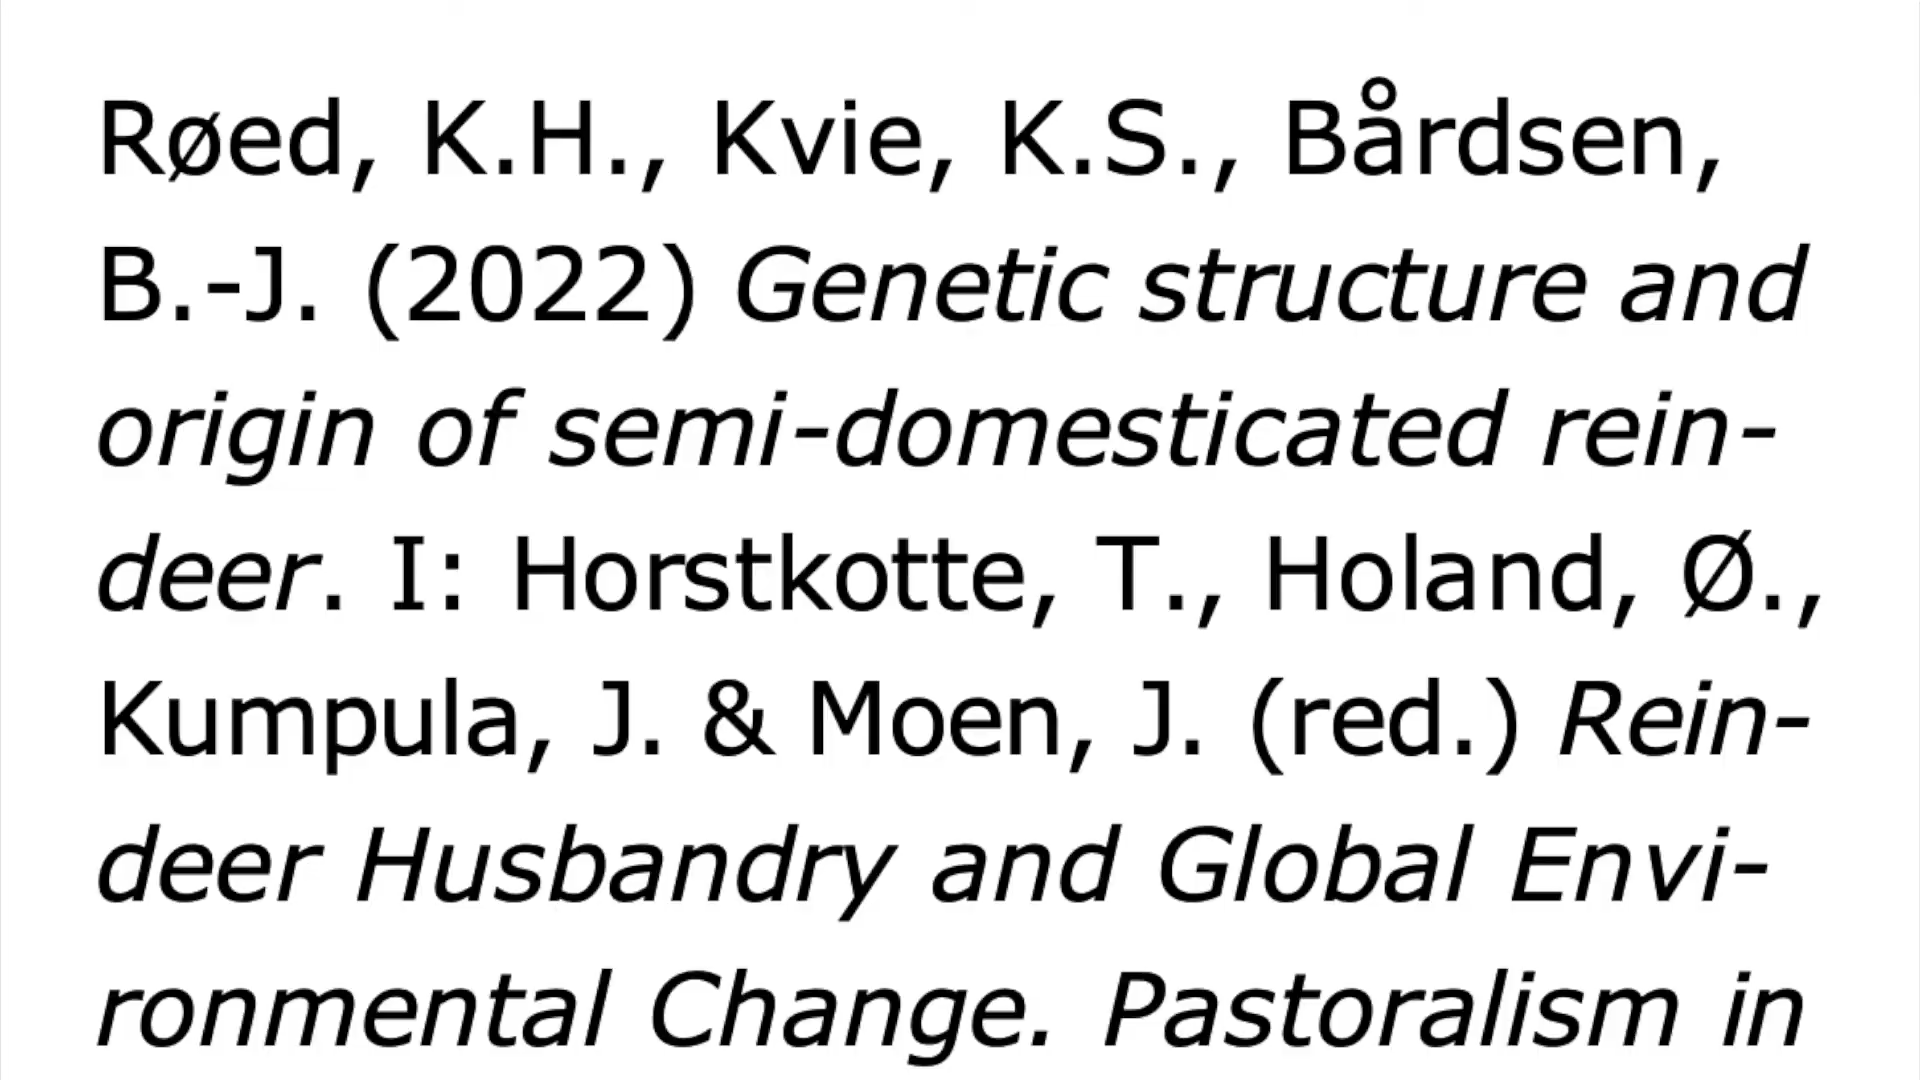 Røed, K.H., Kvie, K.S., Bårdsen,
B.-J. (2022) Genetic structure and
origin of semi-domesticated rein-
deer. I: Horstkotte, T., Holand, Ø.,
Kumpula, J. & Moen, J. (red.) Rein-
deer Husbandry and Global Envi-
ronmental Change. Pastoralism in